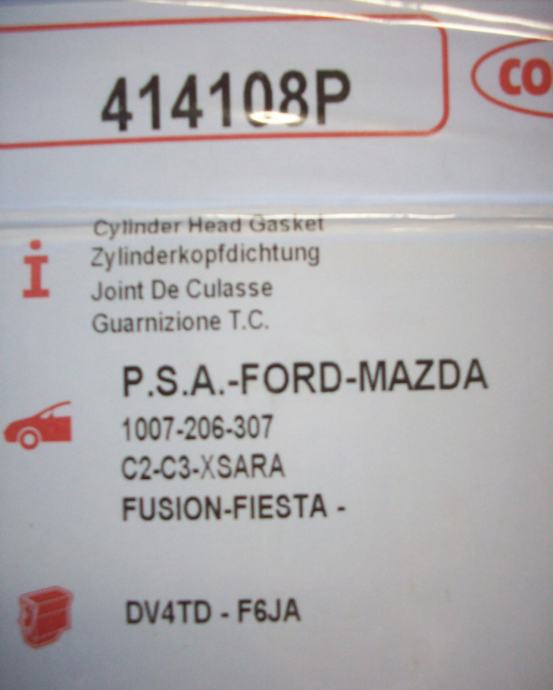 414108P
CO
Cylinder Head Gasket
Zylinderkopfdichtung
Joint De Culasse
Guarnizione T.C.
P.S.A.-FORD-MAZDA
1007-206-307
C2-C3-XSARA
FUSION-FIESTA -
DV4TD - F6JA